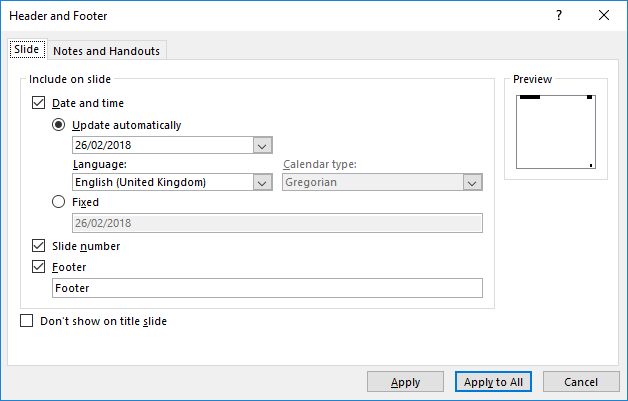 Header and Footer
Slide
Notes and Handouts
Include on slide
Preview
Date and time
Update automatically
26/02/2018
Language:
Calendar type:
English (United Kingdom)
Gregorian
Fixed
26/02/2018
Slide number
Footer
Footer
Don't show on title slide
Apply
Apply to All
Cancel